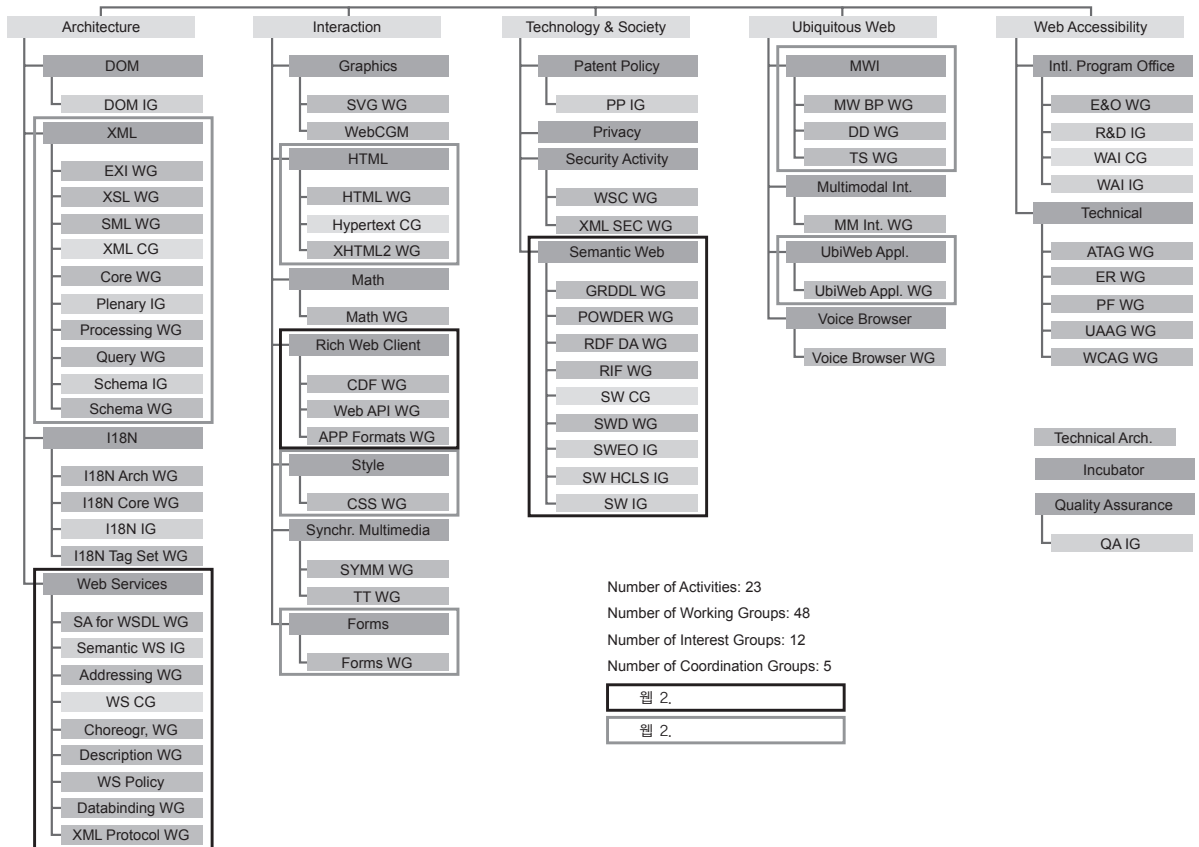 Architecture
DOM
DOM IG
XML
EXI WG
XSL WG
SML WG
XML CG
Core WG
Plenary IG
Processing WG
Query WG
Schema IG
Schema WG
I18N
I18N Arch WG
I18N Core WG
I18N IG
I18N Tag Set WG
Web Services
SA for WSDL WG
Semantic WS IG
Addressing WG
WS CG
Choreogr, WG
Description WG
WS Policy
Databinding WG
XML Protocol WG
Interaction
Graphics
SVG WG
WebCGM
HTML
HTML WG
Hypertext CG
XHTML2 WG
Math
Math WG
Rich Web Client
CDF WG
Web API WG
APP Formats WG
Style
CSS WG
Synchr. Multimedia
SYMM WG
TT WG
Forms
Forms WG
Technology & Society
Patent Policy
PP IG
Privacy
Security Activity
WSC WG
XML SEC WG
Semantic Web
GRDDL WG
POWDER WG
RDF DA WG
RIF WG
SW CG
SWD WG
SWEO IG
SW HCLS IG
SW IG
Ubiquitous Web
MWI
MW BP WG
DD WG
TS WG
Multimodal Int.
MM Int. WG
UbiWeb Appl.
UbiWeb Appl. WG
Voice Browser
Voice Browser WG
Web Accessibility
Intl. Program Office
E&O WG
R&D IG
WAI CG
WAI IG
Technical
ATAG WG
ER WG
PF WG
UAAG WG
WCAG WG
Technical Arch.
Incubator
Quality Assurance
QA IG
Number of Activities: 23
Number of Working Groups: 48
Number of Interest Groups: 12
Number of Coordination Groups: 5
웹 2.
웹 2.